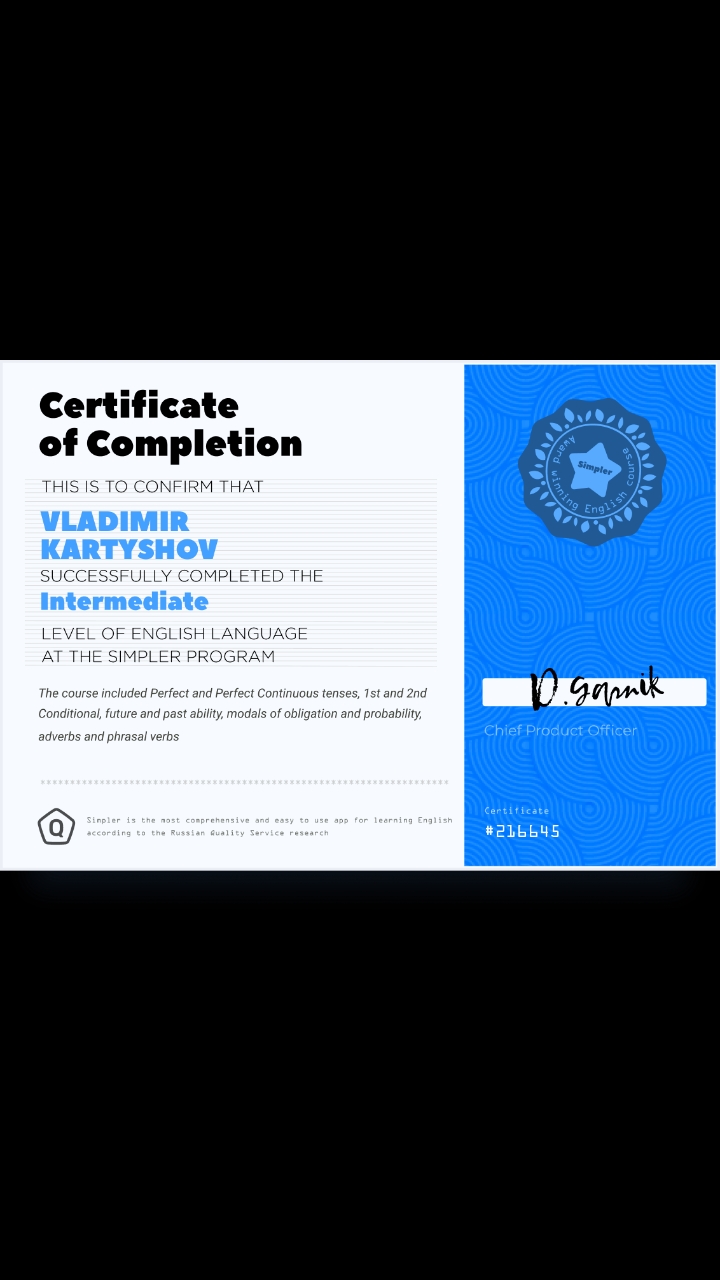 Certificate
of Completion
THIS IS TO CONFIRM THAT
VLADIMIR
KARTYSHOV
SUCCESSFULLY COMPLETED THE
Intermediate
LEVEL OF ENGLISH LANGUAGE
AT THE SIMPLER PROGRAM
The course included Perfect and Perfect Continuous tenses, 1st and 2nd
Conditional, future and past ability, modals of obligation and probability,
adverbs and phrasal verbs
Q
Simpler is the most comprehensive and easy to use app for learning English
according to the Russian Quality Service research
Award winning English course
Simpler
D. Garnik
Chief Product Officer
Certificate
#216645